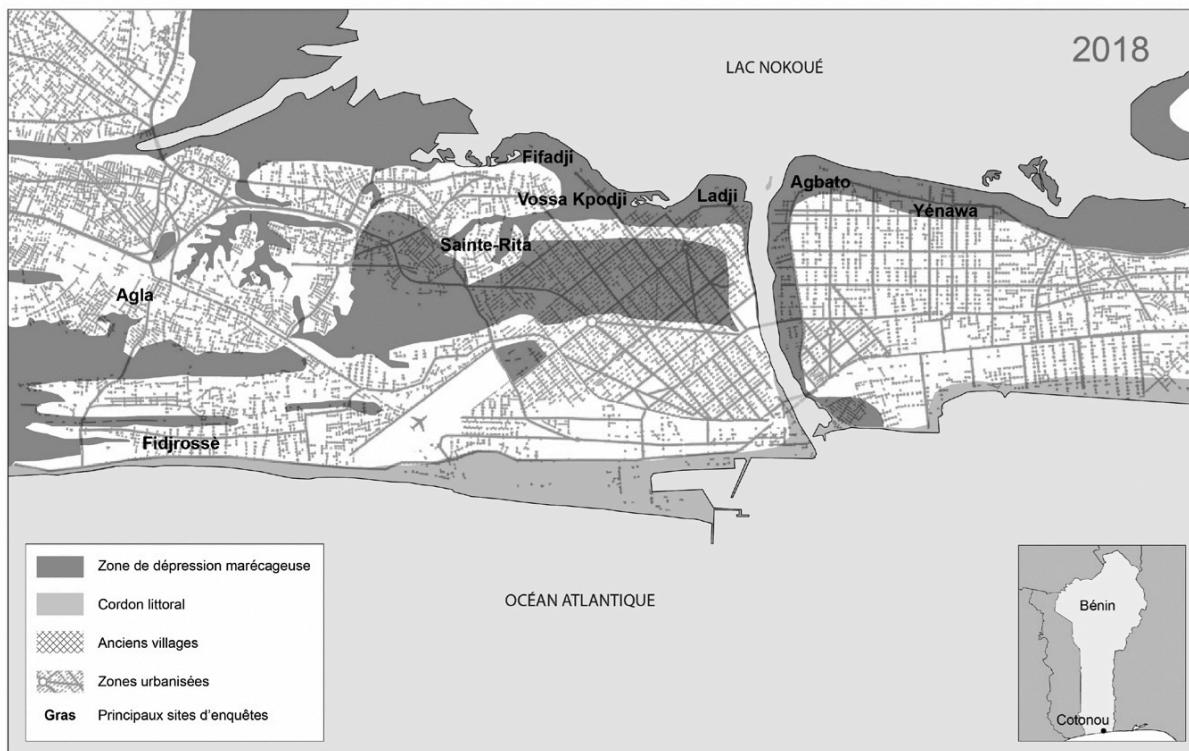 2018
LAC NOKOUÉ
Fifadji
Vossa Kpodji
Ladji
Agbato
Yénawa
Sainte-Rita
Agla
Fidjrossè
Zone de dépression marécageuse
Cordon littoral
Anciens villages
Zones urbanisées
Gras Principaux sites d'enquêtes
OCÉAN ATLANTIQUE
Bénin
Cotonou